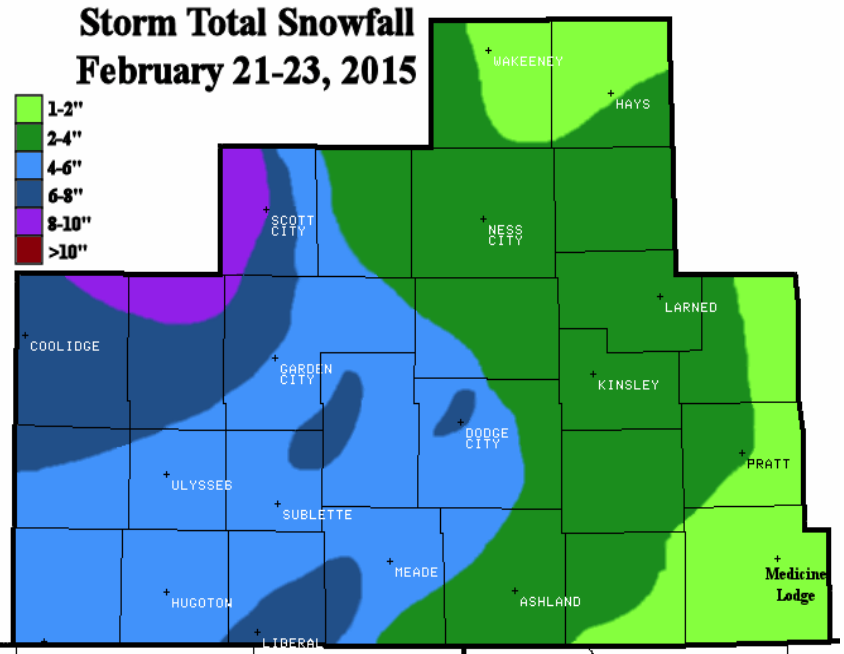 Storm Total Snowfall
February 21-23, 2015
1-2"
2-4"
4-6"
6-8"
8-10"
>10"
WAKEENEY
HAYS
SCOTT
CITY
NESS
CITY
LARNED
COOLIDGE
GARDEN
CITY
KINSLEY
DODGE
CITY
PRATT
ULYSSES
SUBLETTE
MEADE
Medicine
Lodge
HUGOTON
ASHLAND
LIBERAL